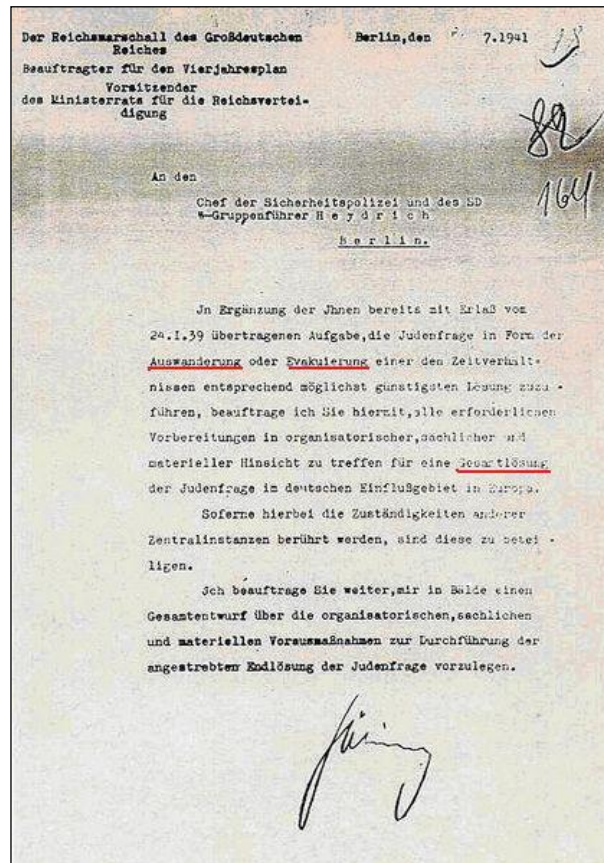 Der Reichsmarschall des Großdeutschen Berlin,den 7.1941
Reiches
Beauftragter für den Vierjahresplan
Vorsitzender
des Ministerrats für die Reichsvertei-
digung
82
164
An den
Chef der Sicherheitspolizei und des SD
-Gruppenführer H e y d r i c h
B e r l i n .
Jn Ergänzung der Jhnen bereits mit Erlaß vom
24.I.39 übertragenen Aufgabe,die Judenfrage in Form der
Auswanderung oder Evakuierung einer den Zeitverhält-
nissen entsprechend möglichst günstigsten Lösung zuzu -
führen, beauftrage ich Sie hiermit,alle erforderlichen
Vorbereitungen in organisatorischer,sachlicher und
materieller Hinsicht zu treffen für eine Gesamtlösung
der Judenfrage im deutschen Einflußgebiet in Europa.
Soferne hierbei die Zuständigkeiten anderer
Zentralinstanzen berührt werden, sind diese zu betei -
ligen.
Jch beauftrage Sie weiter,mir in Bälde einen
Gesamtentwurf über die organisatorischen,sachlichen
und materiellen Vorausmaßnahmen zur Durchführung der
angestrebten Endlösung der Judenfrage vorzulegen.